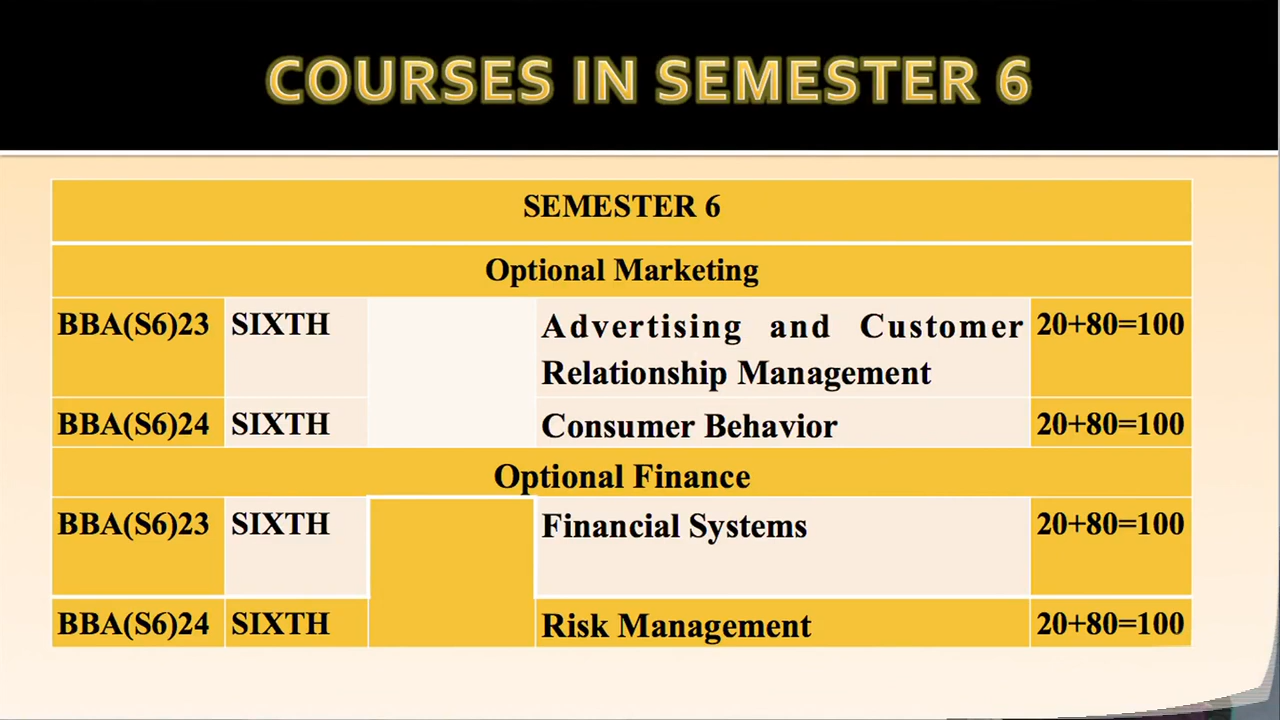 COURSES IN SEMESTER 6
SEMESTER 6
Optional Marketing
BBA(S6)23 SIXTH Advertising and Customer 20+80=100
Relationship Management
BBA(S6)24 SIXTH Consumer Behavior 20+80=100
Optional Finance
BBA(S6)23 SIXTH Financial Systems 20+80=100
BBA(S6)24 SIXTH Risk Management 20+80=100